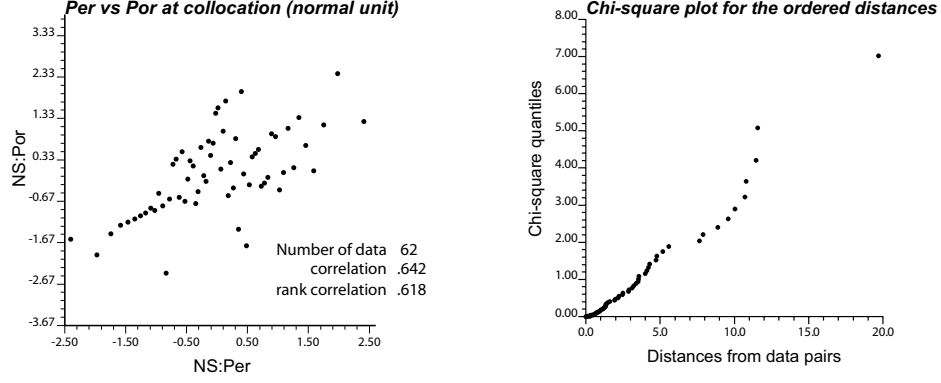 Per vs Por at collocation (normal unit)
3.33
2.33
1.33
0.33
-0.67
-1.67
-2.67
-3.67
NS:Por
-2.50 -1.50 -0.50 0.50 1.50 2.50
NS:Per
Number of data 62
correlation .642
rank correlation .618
Chi-square plot for the ordered distances
8.00
7.00
6.00
5.00
4.00
3.00
2.00
1.00
0.00
Chi-square quantiles
0.0 5.0 10.0 15.0 20.0
Distances from data pairs